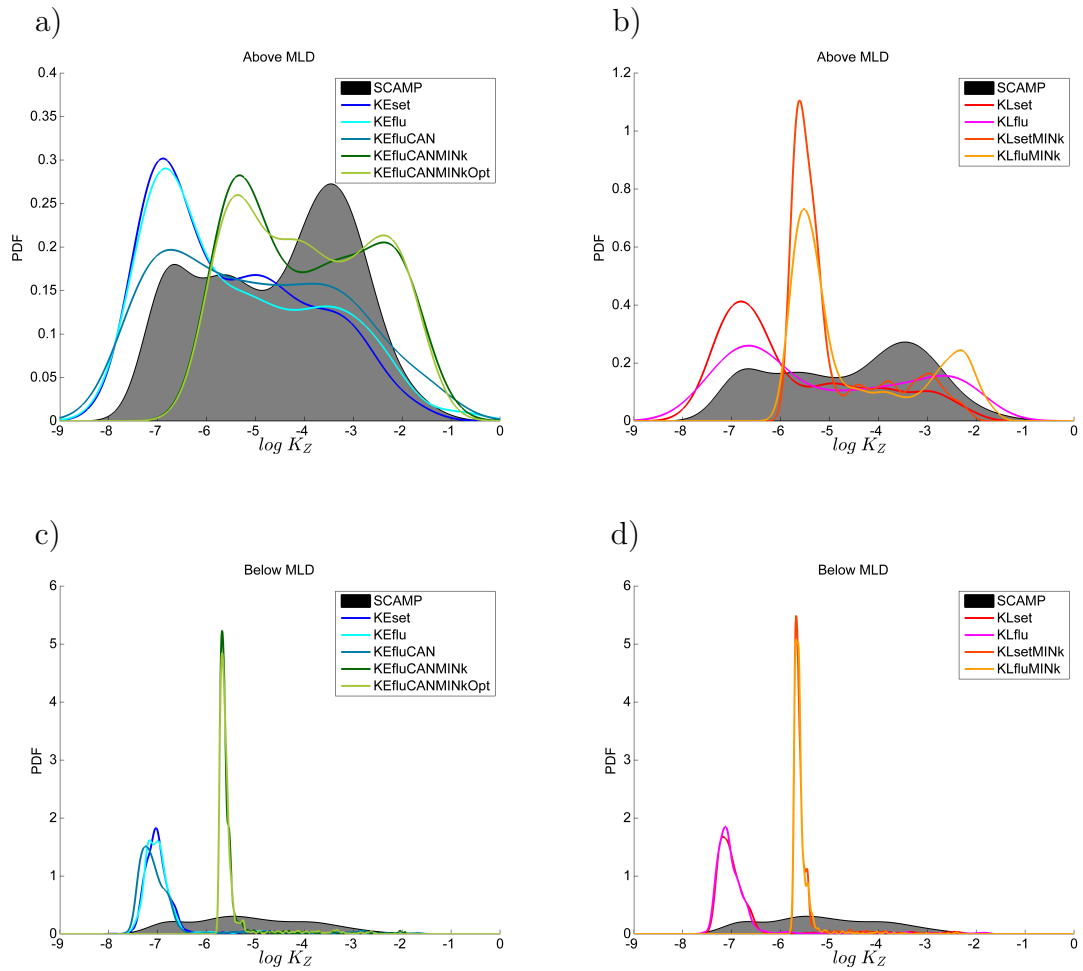 a)
Above MLD
PDF
0.4
0.35
0.3
0.25
0.2
0.15
0.1
0.05
0
-9 -8 -7 -6 -5 -4 -3 -2 -1 0
log K_Z
SCAMP
KEset
KEflu
KEfluCAN
KEfluCANMINk
KEfluCANMINkOpt
b)
Above MLD
PDF
1.2
1
0.8
0.6
0.4
0.2
0
-9 -8 -7 -6 -5 -4 -3 -2 -1 0
log K_Z
SCAMP
KLset
KLflu
KLsetMINk
KLfluMINk
c)
Below MLD
PDF
6
5
4
3
2
1
0
-9 -8 -7 -6 -5 -4 -3 -2 -1 0
log K_Z
SCAMP
KEset
KEflu
KEfluCAN
KEfluCANMINk
KEfluCANMINkOpt
d)
Below MLD
PDF
6
5
4
3
2
1
0
-9 -8 -7 -6 -5 -4 -3 -2 -1 0
log K_Z
SCAMP
KLset
KLflu
KLsetMINk
KLfluMINk